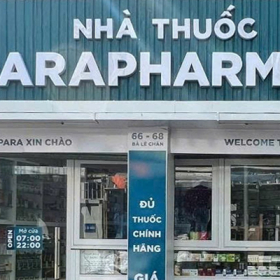 NHÀ THUỐC
ARAPHARM
PARA XIN CHÀO
66 - 68
BÀ LÊ CHÂN
WELCOME T
OPEN
Mở cửa
07:00
22:00
ĐỦ
THUỐC
CHÍNH
HÃNG
GIÁ